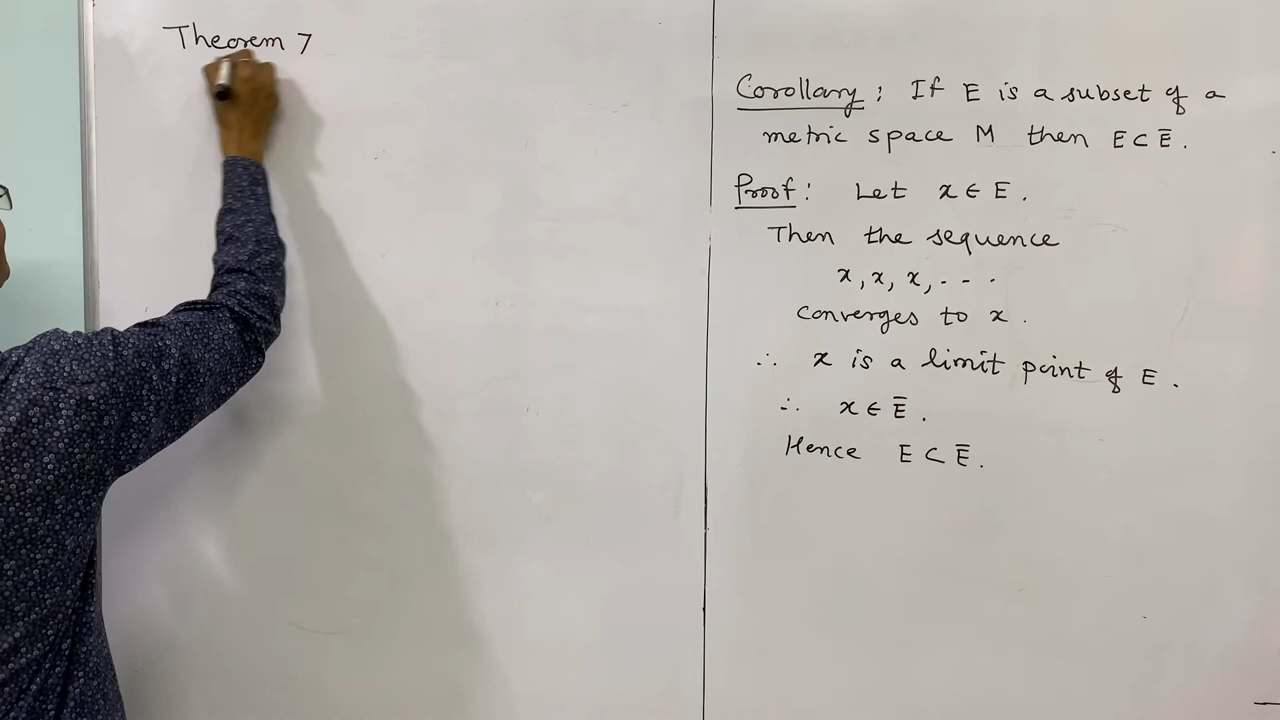 Theorem 7
Corollary : If E is a subset of a
metric space M then E ⊂ Ē.
Proof : Let x ∈ E.
Then the sequence
x, x, x, - - -
converges to x.
∴ x is a limit point of E.
∴ x ∈ Ē.
Hence E ⊂ Ē.